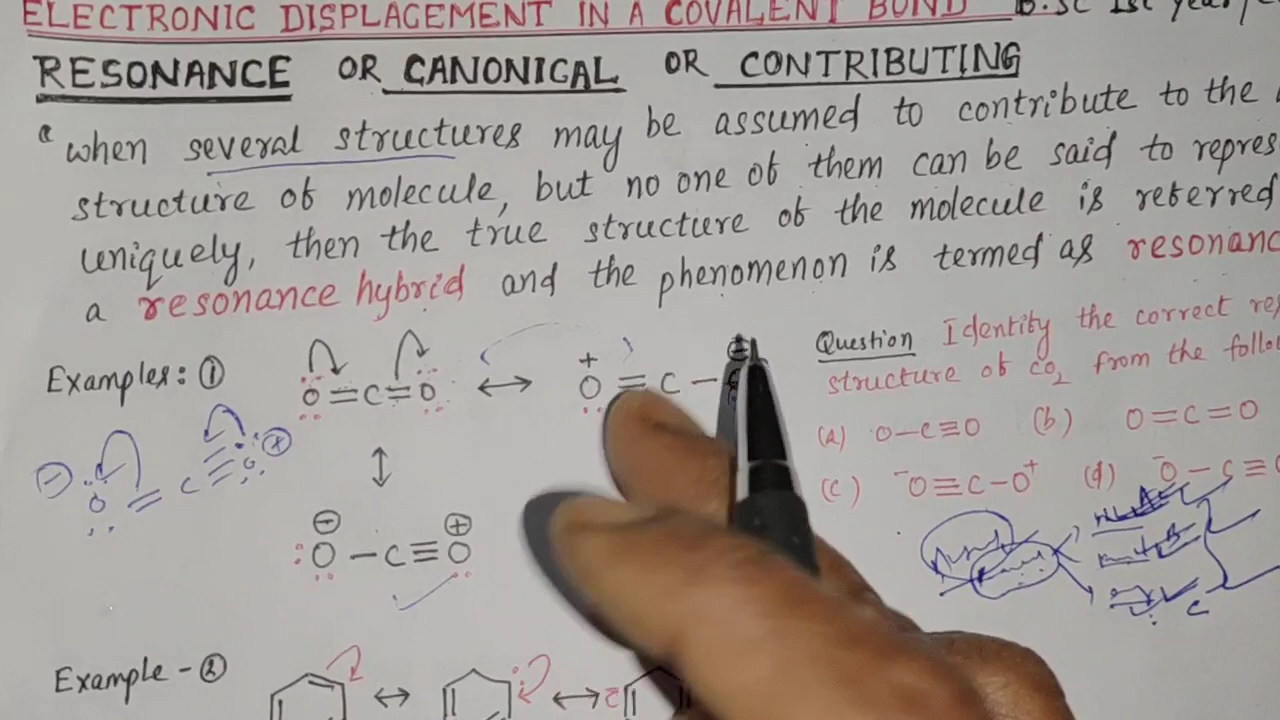 ELECTRONIC DISPLACEMENT IN A COVALENT BOND B.Sc Ist year
RESONANCE OR CANONICAL OR CONTRIBUTING
when several structures may be assumed to contribute to the
structure of molecule, but no one of them can be said to repres
uniquely, then the true structure of the molecule is referred
a resonance hybrid and the phenomenon is termed as resonanc
Examples: ①
O=C=O ↔ O≡C−
+
↕
⊖ ⊕
:O−C≡O
⊖ O=C≡O ⊕
Question Identify the correct re
structure of CO2 from the follo
(a) O−C≡O (b) O=C=O
(c) ⁻O≡C−O⁺ (d) ⁻O−C≡
Example - ②
↔ ↔